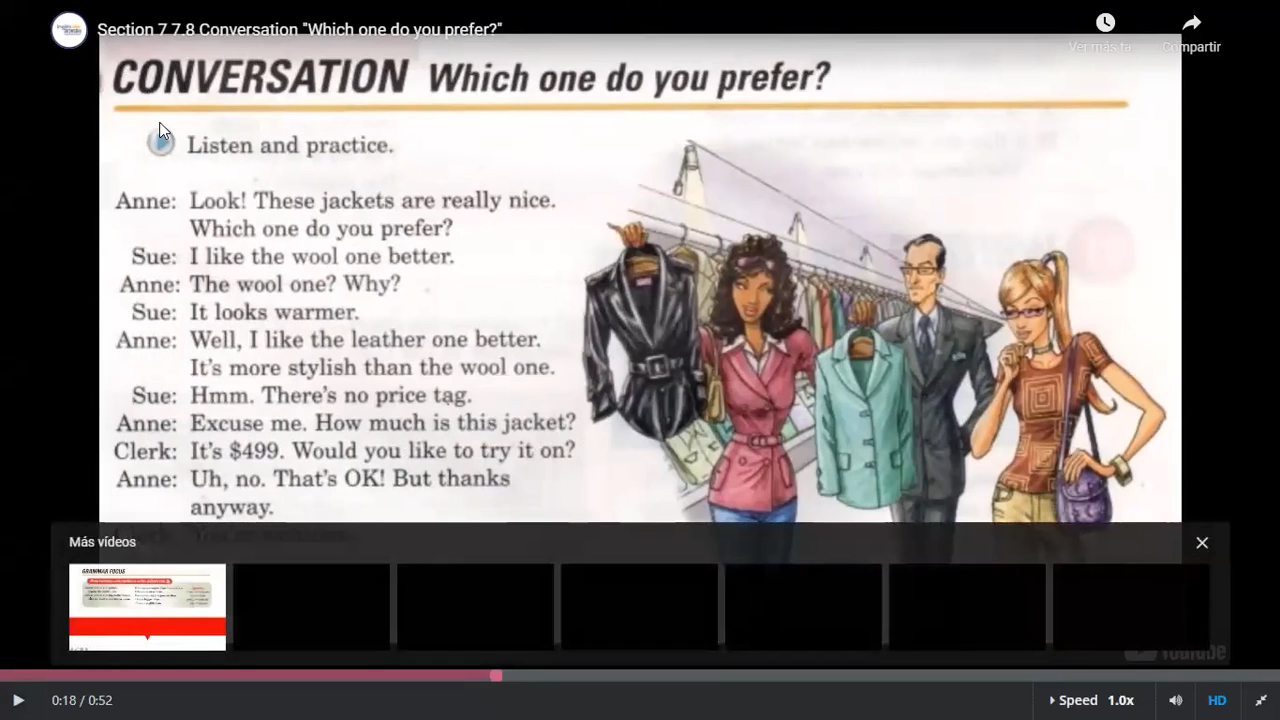 Section 7 7.8 Conversation "Which one do you prefer?"
Ver más ta
Compartir
CONVERSATION Which one do you prefer?
Listen and practice.
Anne: Look! These jackets are really nice.
Which one do you prefer?
Sue: I like the wool one better.
Anne: The wool one? Why?
Sue: It looks warmer.
Anne: Well, I like the leather one better.
It's more stylish than the wool one.
Sue: Hmm. There's no price tag.
Anne: Excuse me. How much is this jacket?
Clerk: It's $499. Would you like to try it on?
Anne: Uh, no. That's OK! But thanks
anyway.
Más vídeos
GRAMMAR FOCUS
YouTube
0:18 / 0:52
Speed 1.0x
HD